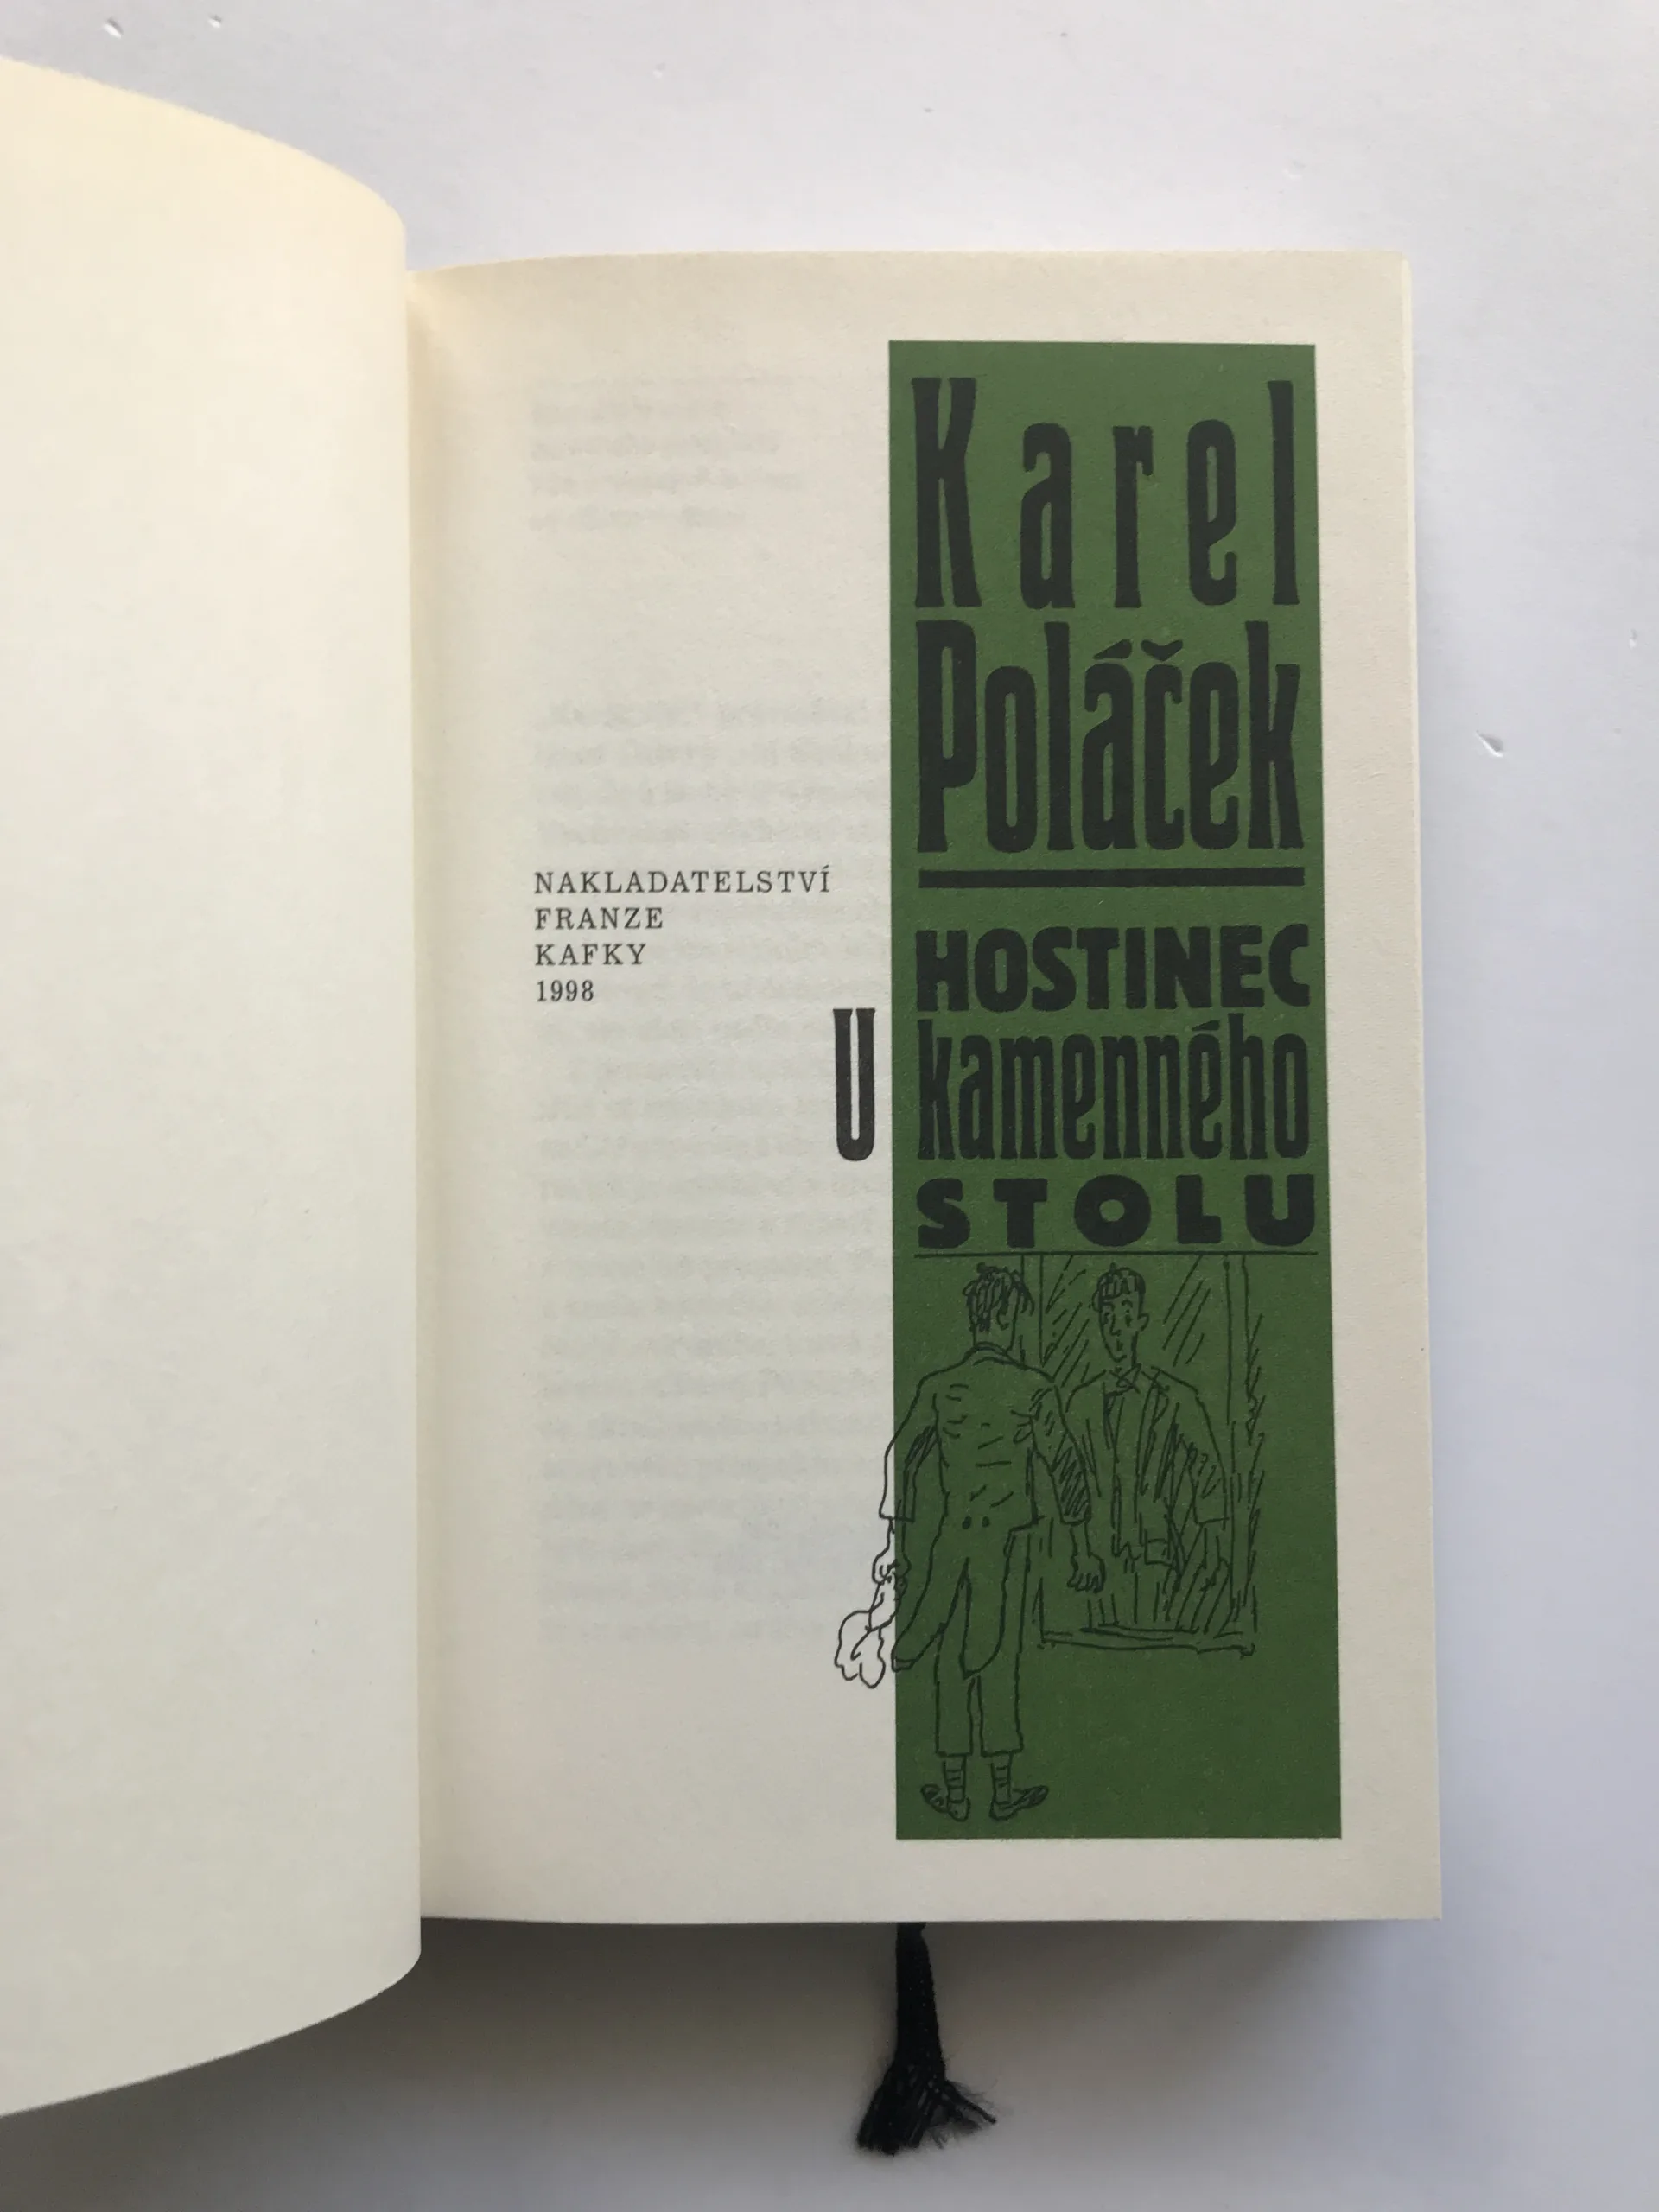 Karel
Poláček
HOSTINEC
U kamenného
STOLU
NAKLADATELSTVÍ
FRANZE
KAFKY
1998